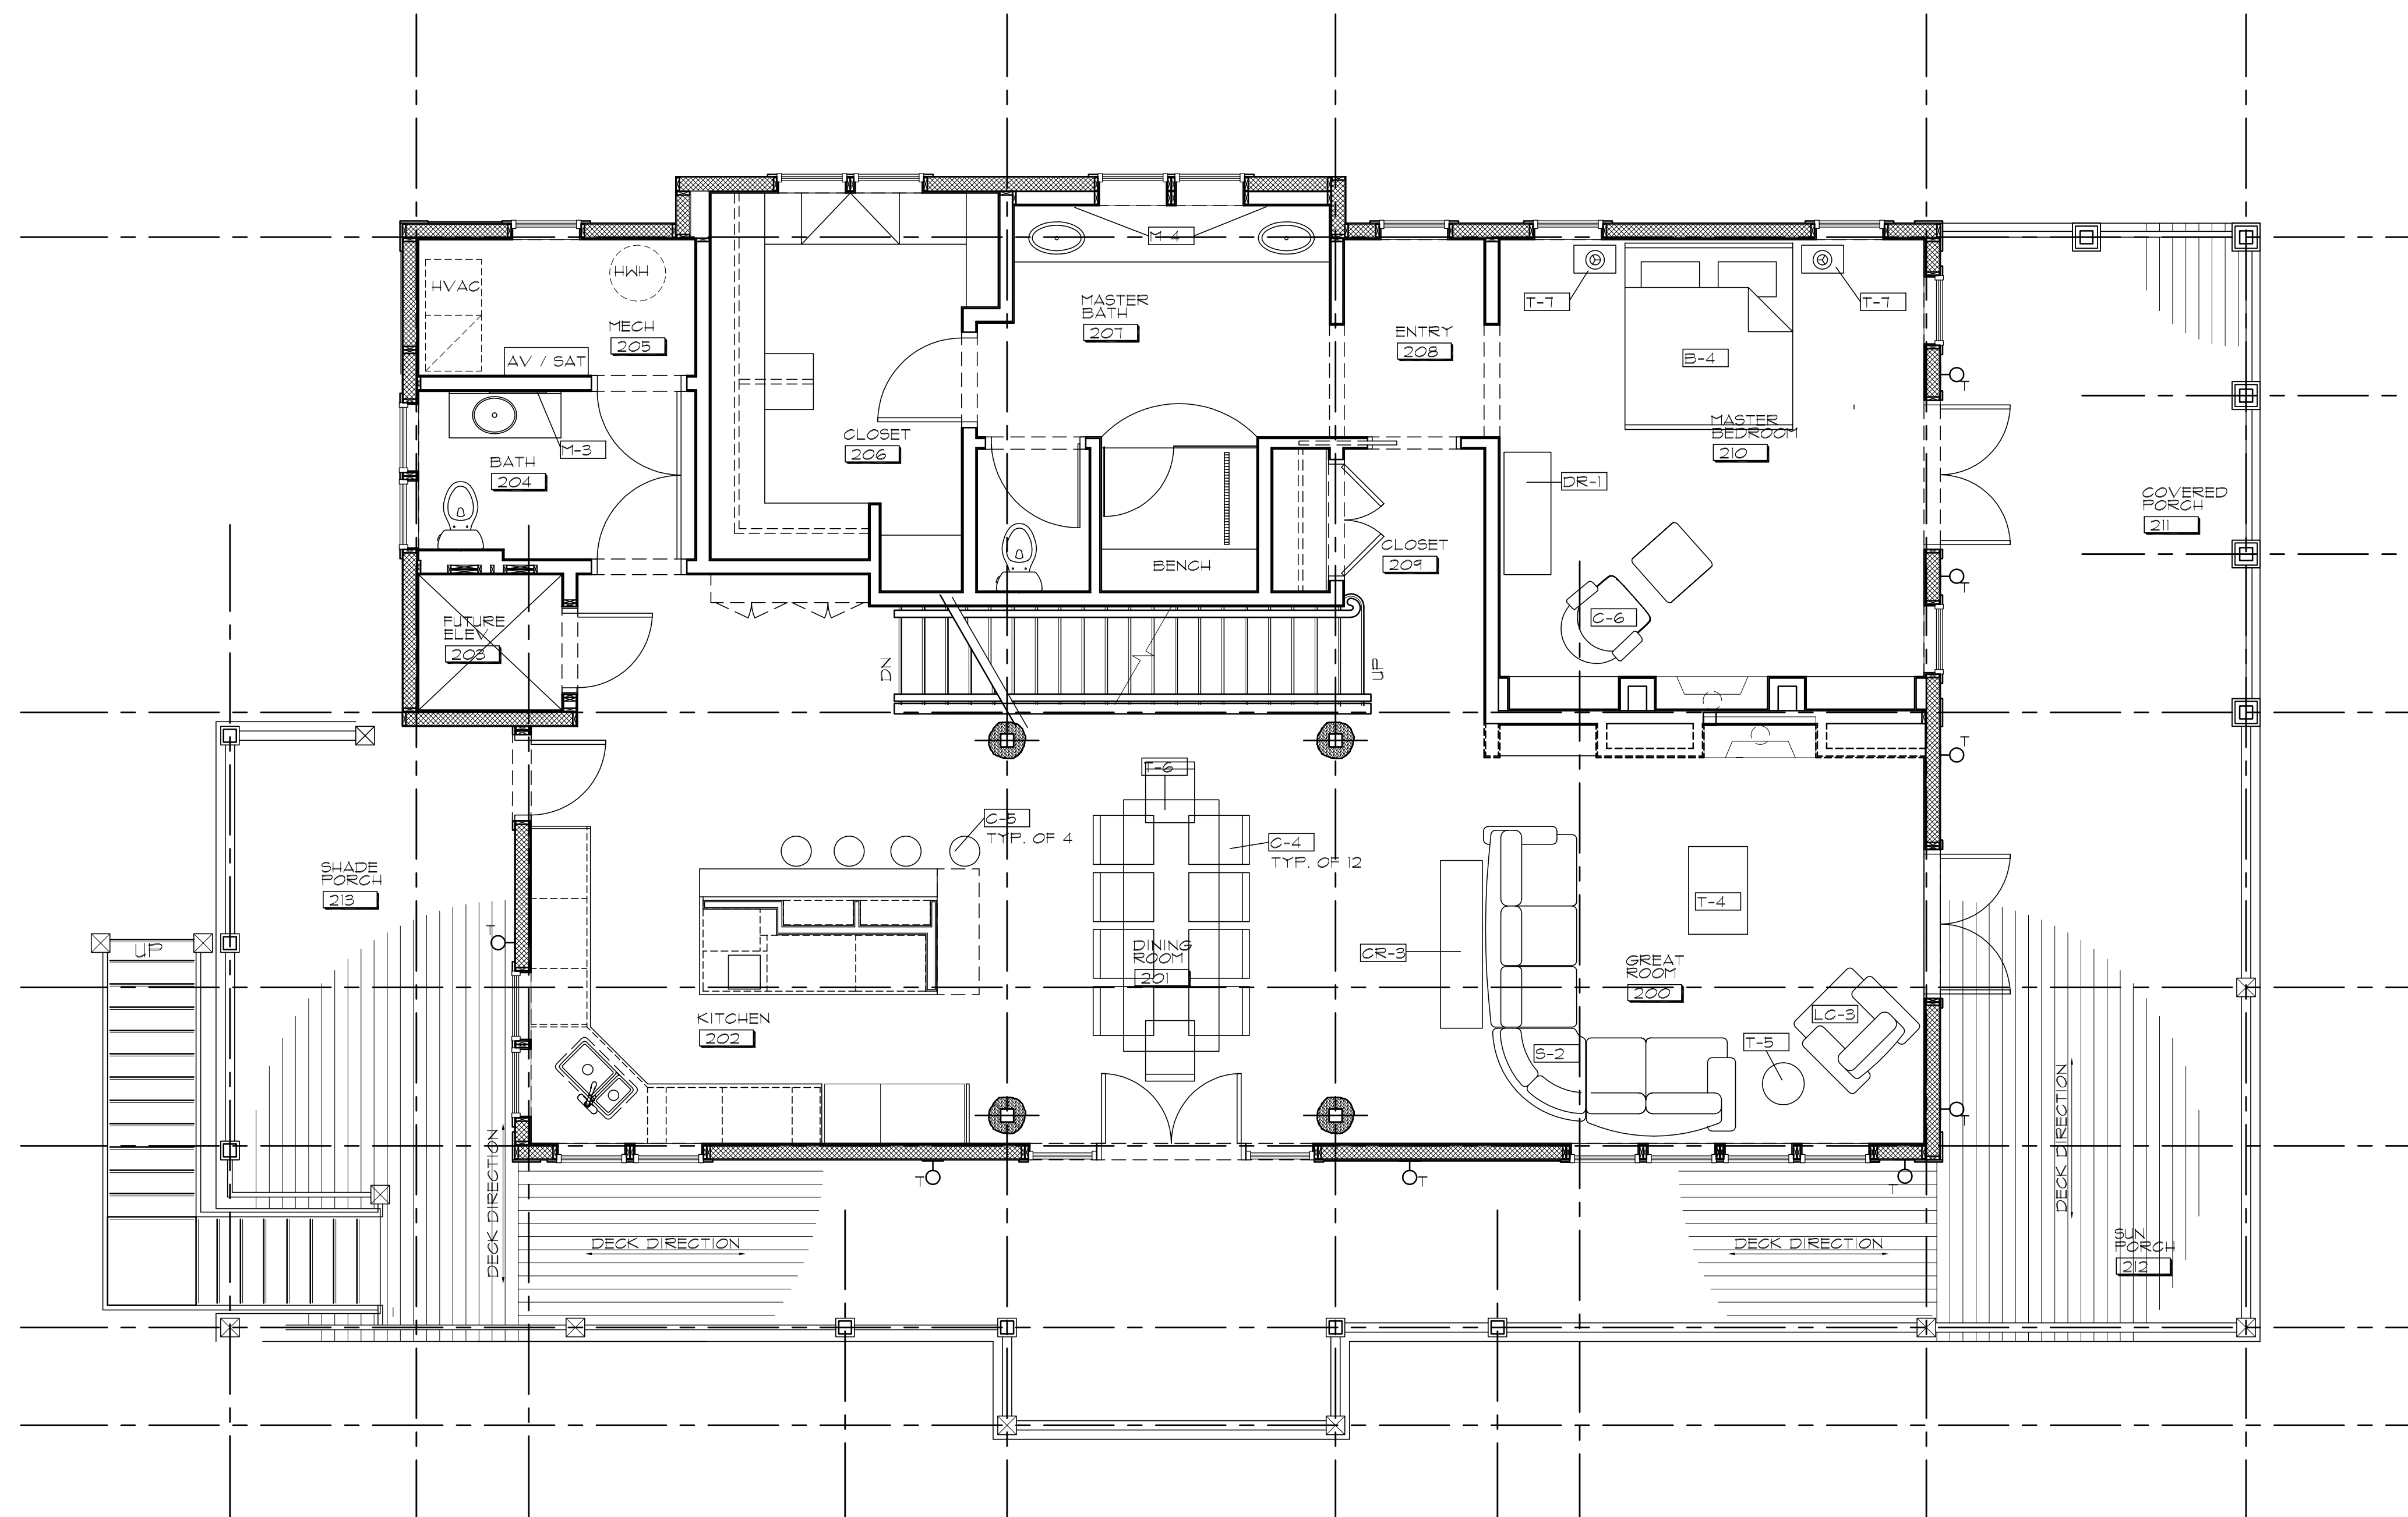 M-4
HVAC
HWH
MECH
205
AV / SAT
MASTER
BATH
207
ENTRY
208
T-7
T-7
B-4
MASTER
BEDROOM
210
CLOSET
206
M-3
BATH
204
DR-1
COVERED
PORCH
211
T
BENCH
CLOSET
209
T
C-6
FUTURE
ELEV
203
DN
UP
T
T-6
C-5
TYP. OF 4
C-4
TYP. OF 12
SHADE
PORCH
213
T-4
T
UP
DINING
ROOM
201
CR-3
GREAT
ROOM
200
KITCHEN
202
LC-3
S-2
T-5
T
DECK DIRECTION
DECK DIRECTION
T
T
T
DECK DIRECTION
DECK DIRECTION
SUN
PORCH
212